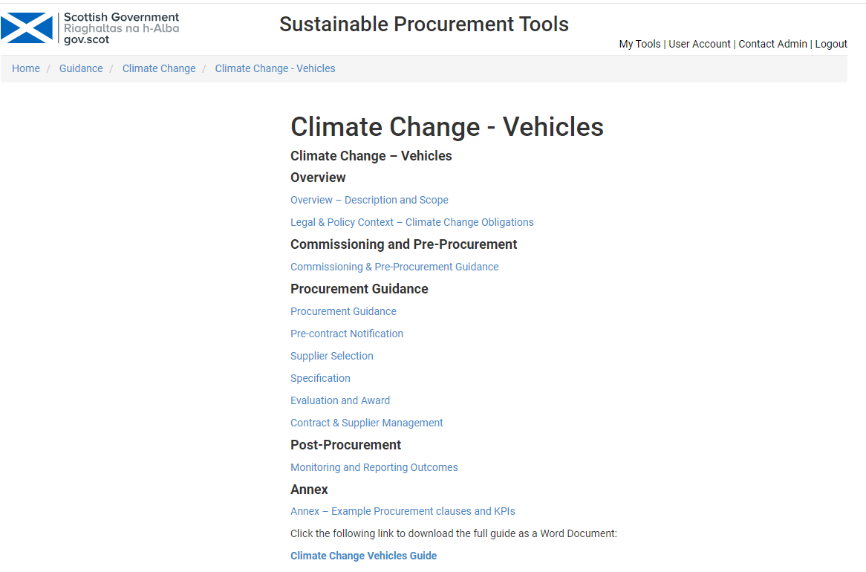 Scottish Government
Riaghaltas na h-Alba
gov.scot
Sustainable Procurement Tools
My Tools | User Account | Contact Admin | Logout
Home / Guidance / Climate Change / Climate Change - Vehicles
Climate Change - Vehicles
Climate Change – Vehicles
Overview
Overview – Description and Scope
Legal & Policy Context – Climate Change Obligations
Commissioning and Pre-Procurement
Commissioning & Pre-Procurement Guidance
Procurement Guidance
Procurement Guidance
Pre-contract Notification
Supplier Selection
Specification
Evaluation and Award
Contract & Supplier Management
Post-Procurement
Monitoring and Reporting Outcomes
Annex
Annex – Example Procurement clauses and KPIs
Click the following link to download the full guide as a Word Document:
Climate Change Vehicles Guide